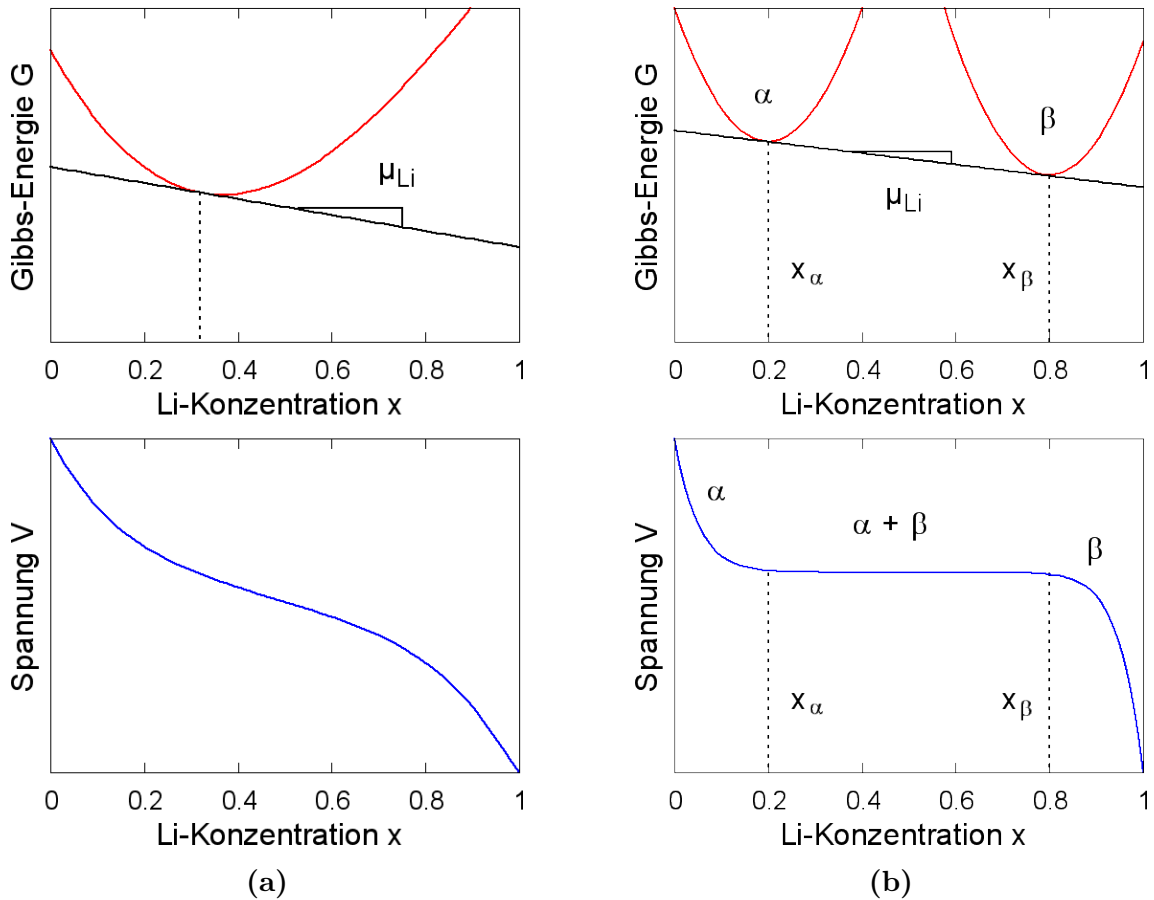 Gibbs-Energie G
μLi
0 0.2 0.4 0.6 0.8 1
Li-Konzentration x
Gibbs-Energie G
α
β
μLi
xα
xβ
0 0.2 0.4 0.6 0.8 1
Li-Konzentration x
Spannung V
0 0.2 0.4 0.6 0.8 1
Li-Konzentration x
(a)
Spannung V
α
α + β
β
xα
xβ
0 0.2 0.4 0.6 0.8 1
Li-Konzentration x
(b)